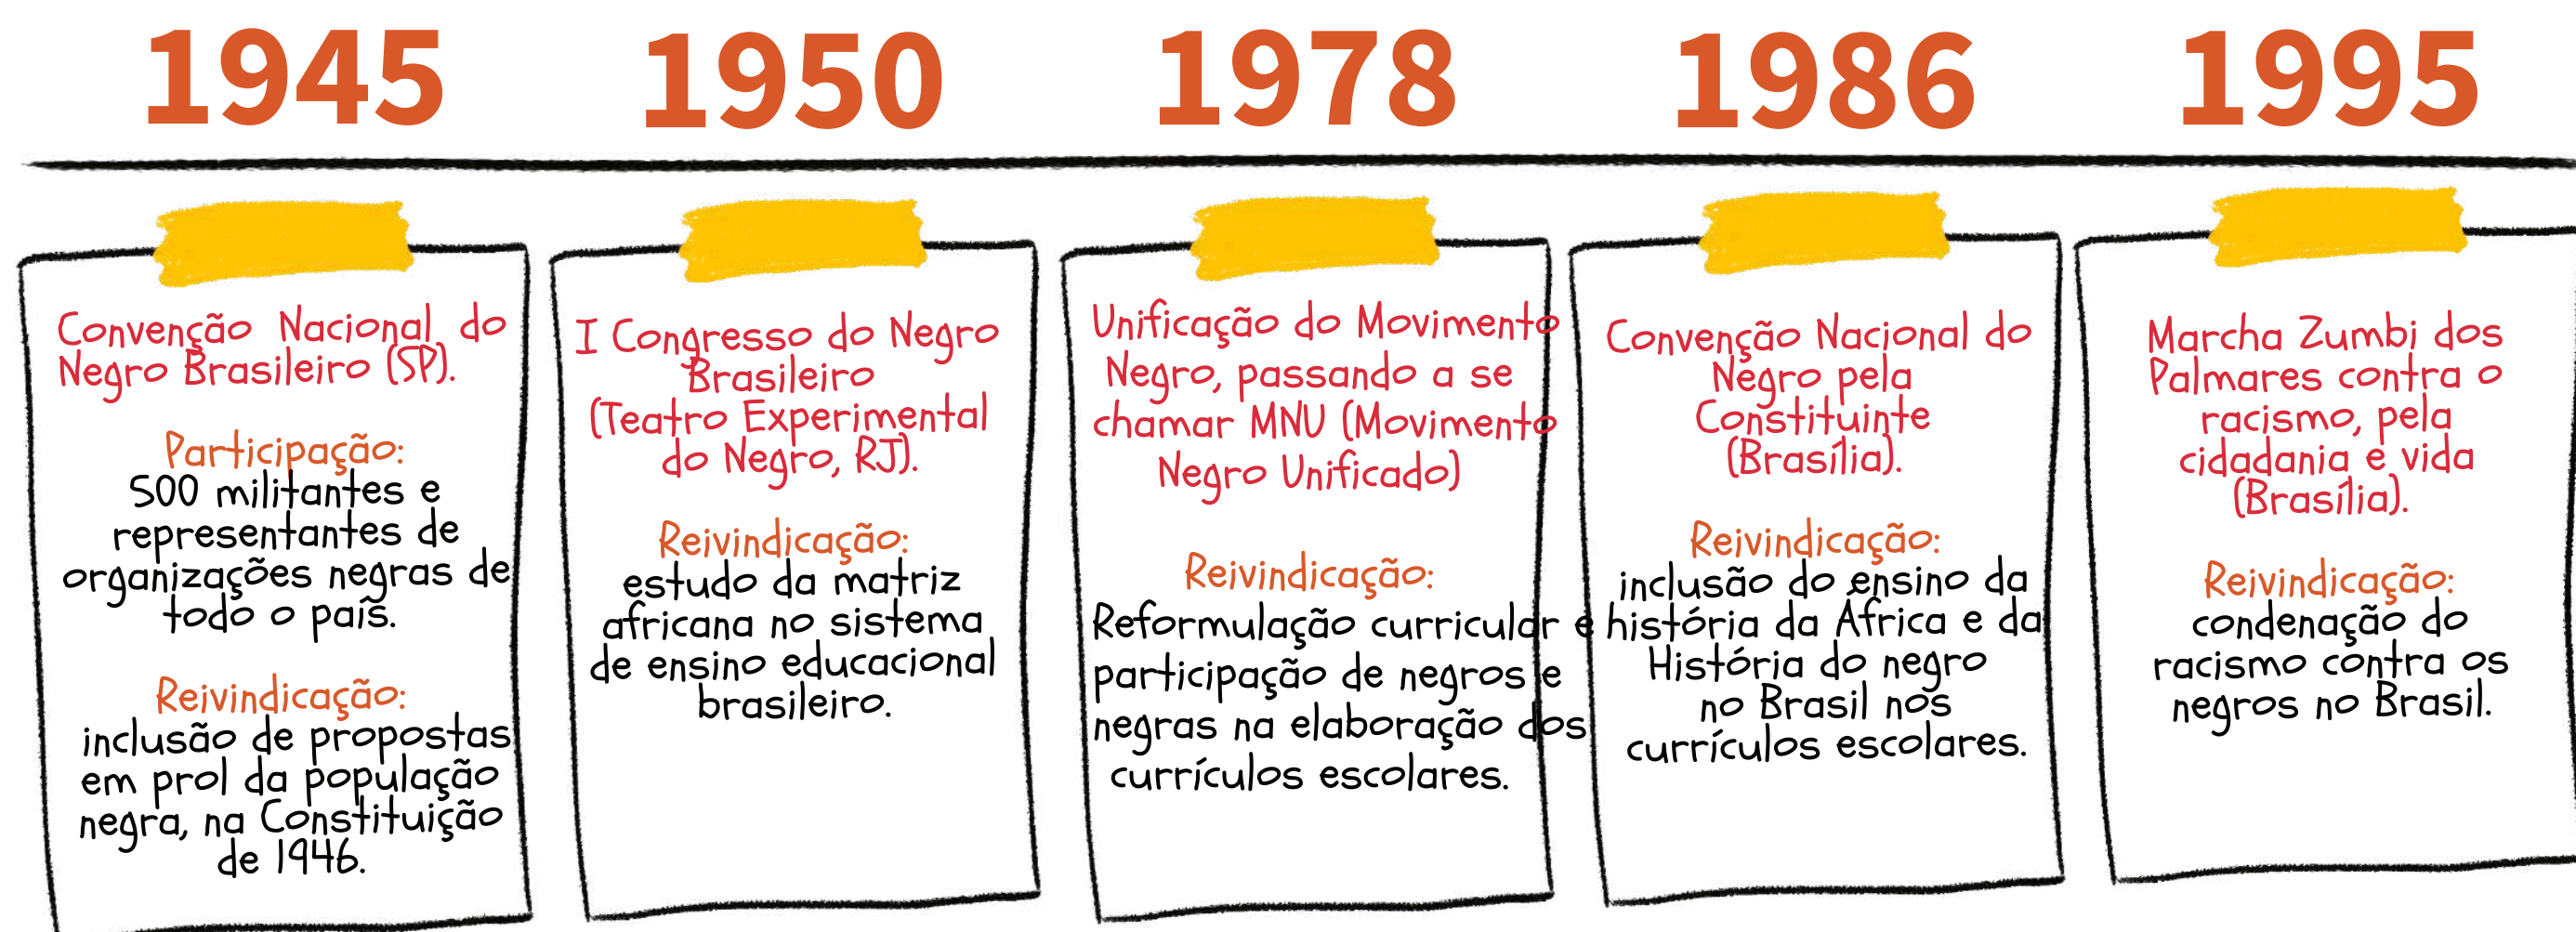 1945
1950
1978
1986
1995
Convenção Nacional do
Negro Brasileiro (SP).
Participação:
500 militantes e
representantes de
organizações negras de
todo o país.
Reivindicação:
inclusão de propostas
em prol da população
negra, na Constituição
de 1946.
I Congresso do Negro
Brasileiro
(Teatro Experimental
do Negro, RJ).
Reivindicação:
estudo da matriz
africana no sistema
de ensino educacional
brasileiro.
Unificação do Movimento
Negro, passando a se
chamar MNU (Movimento
Negro Unificado)
Reivindicação:
Reformulação curricular e
participação de negros e
negras na elaboração dos
currículos escolares.
Convenção Nacional do
Negro pela
Constituinte
(Brasília).
Reivindicação:
inclusão do ensino da
história da África e da
História do negro
no Brasil nos
currículos escolares.
Marcha Zumbi dos
Palmares contra o
racismo, pela
cidadania e vida
(Brasília).
Reivindicação:
condenação do
racismo contra os
negros no Brasil.